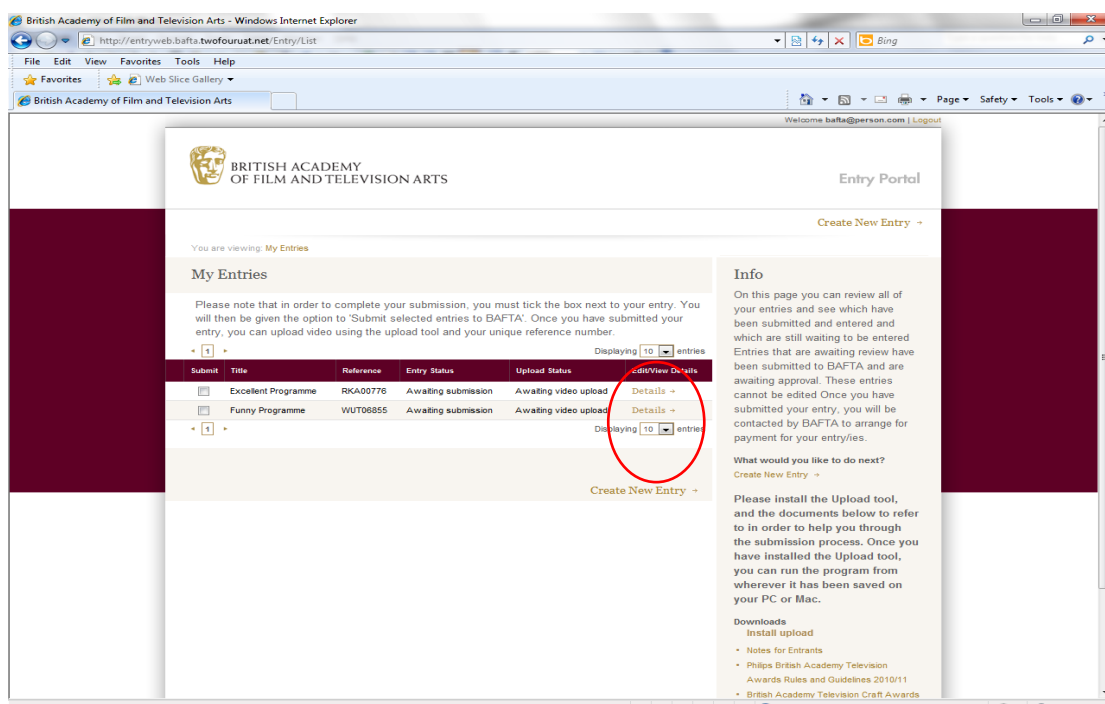 British Academy of Film and Television Arts - Windows Internet Explorer
http://entryweb.bafta.twofouruat.net/Entry/List
Bing
File Edit View Favorites Tools Help
Favorites Web Slice Gallery
British Academy of Film and Television Arts
Page Safety Tools
Welcome bafta@person.com | Logout
BRITISH ACADEMY
OF FILM AND TELEVISION ARTS
Entry Portal
Create New Entry →
You are viewing: My Entries
My Entries
Please note that in order to complete your submission, you must tick the box next to your entry. You
will then be given the option to 'Submit selected entries to BAFTA'. Once you have submitted your
entry, you can upload video using the upload tool and your unique reference number.
1
Displaying 10 entries
Submit Title Reference Entry Status Upload Status Edit/View Details
Excellent Programme RKA00776 Awaiting submission Awaiting video upload Details →
Funny Programme WUT06855 Awaiting submission Awaiting video upload Details →
1
Displaying 10 entries
Create New Entry →
Info
On this page you can review all of
your entries and see which have
been submitted and entered and
which are still waiting to be entered
Entries that are awaiting review have
been submitted to BAFTA and are
awaiting approval. These entries
cannot be edited Once you have
submitted your entry, you will be
contacted by BAFTA to arrange for
payment for your entry/ies.
What would you like to do next?
Create New Entry →
Please install the Upload tool,
and the documents below to refer
to in order to help you through
the submission process. Once you
have installed the Upload tool,
you can run the program from
wherever it has been saved on
your PC or Mac.
Downloads
Install upload
• Notes for Entrants
• Philips British Academy Television
Awards Rules and Guidelines 2010/11
• British Academy Television Craft Awards